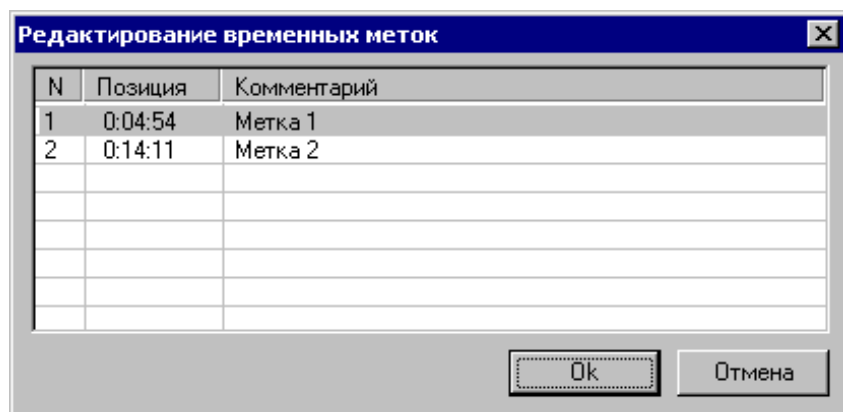 Редактирование временных меток
N Позиция Комментарий
1 0:04:54 Метка 1
2 0:14:11 Метка 2
Ok Отмена